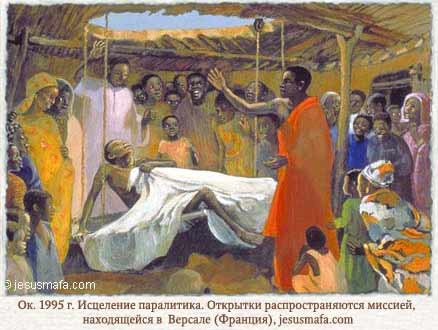 © jesusmafa.com
Ок. 1995 г. Исцеление паралитика. Открытки распространяются миссией,
находящейся в Версале (Франция), jesusmafa.com